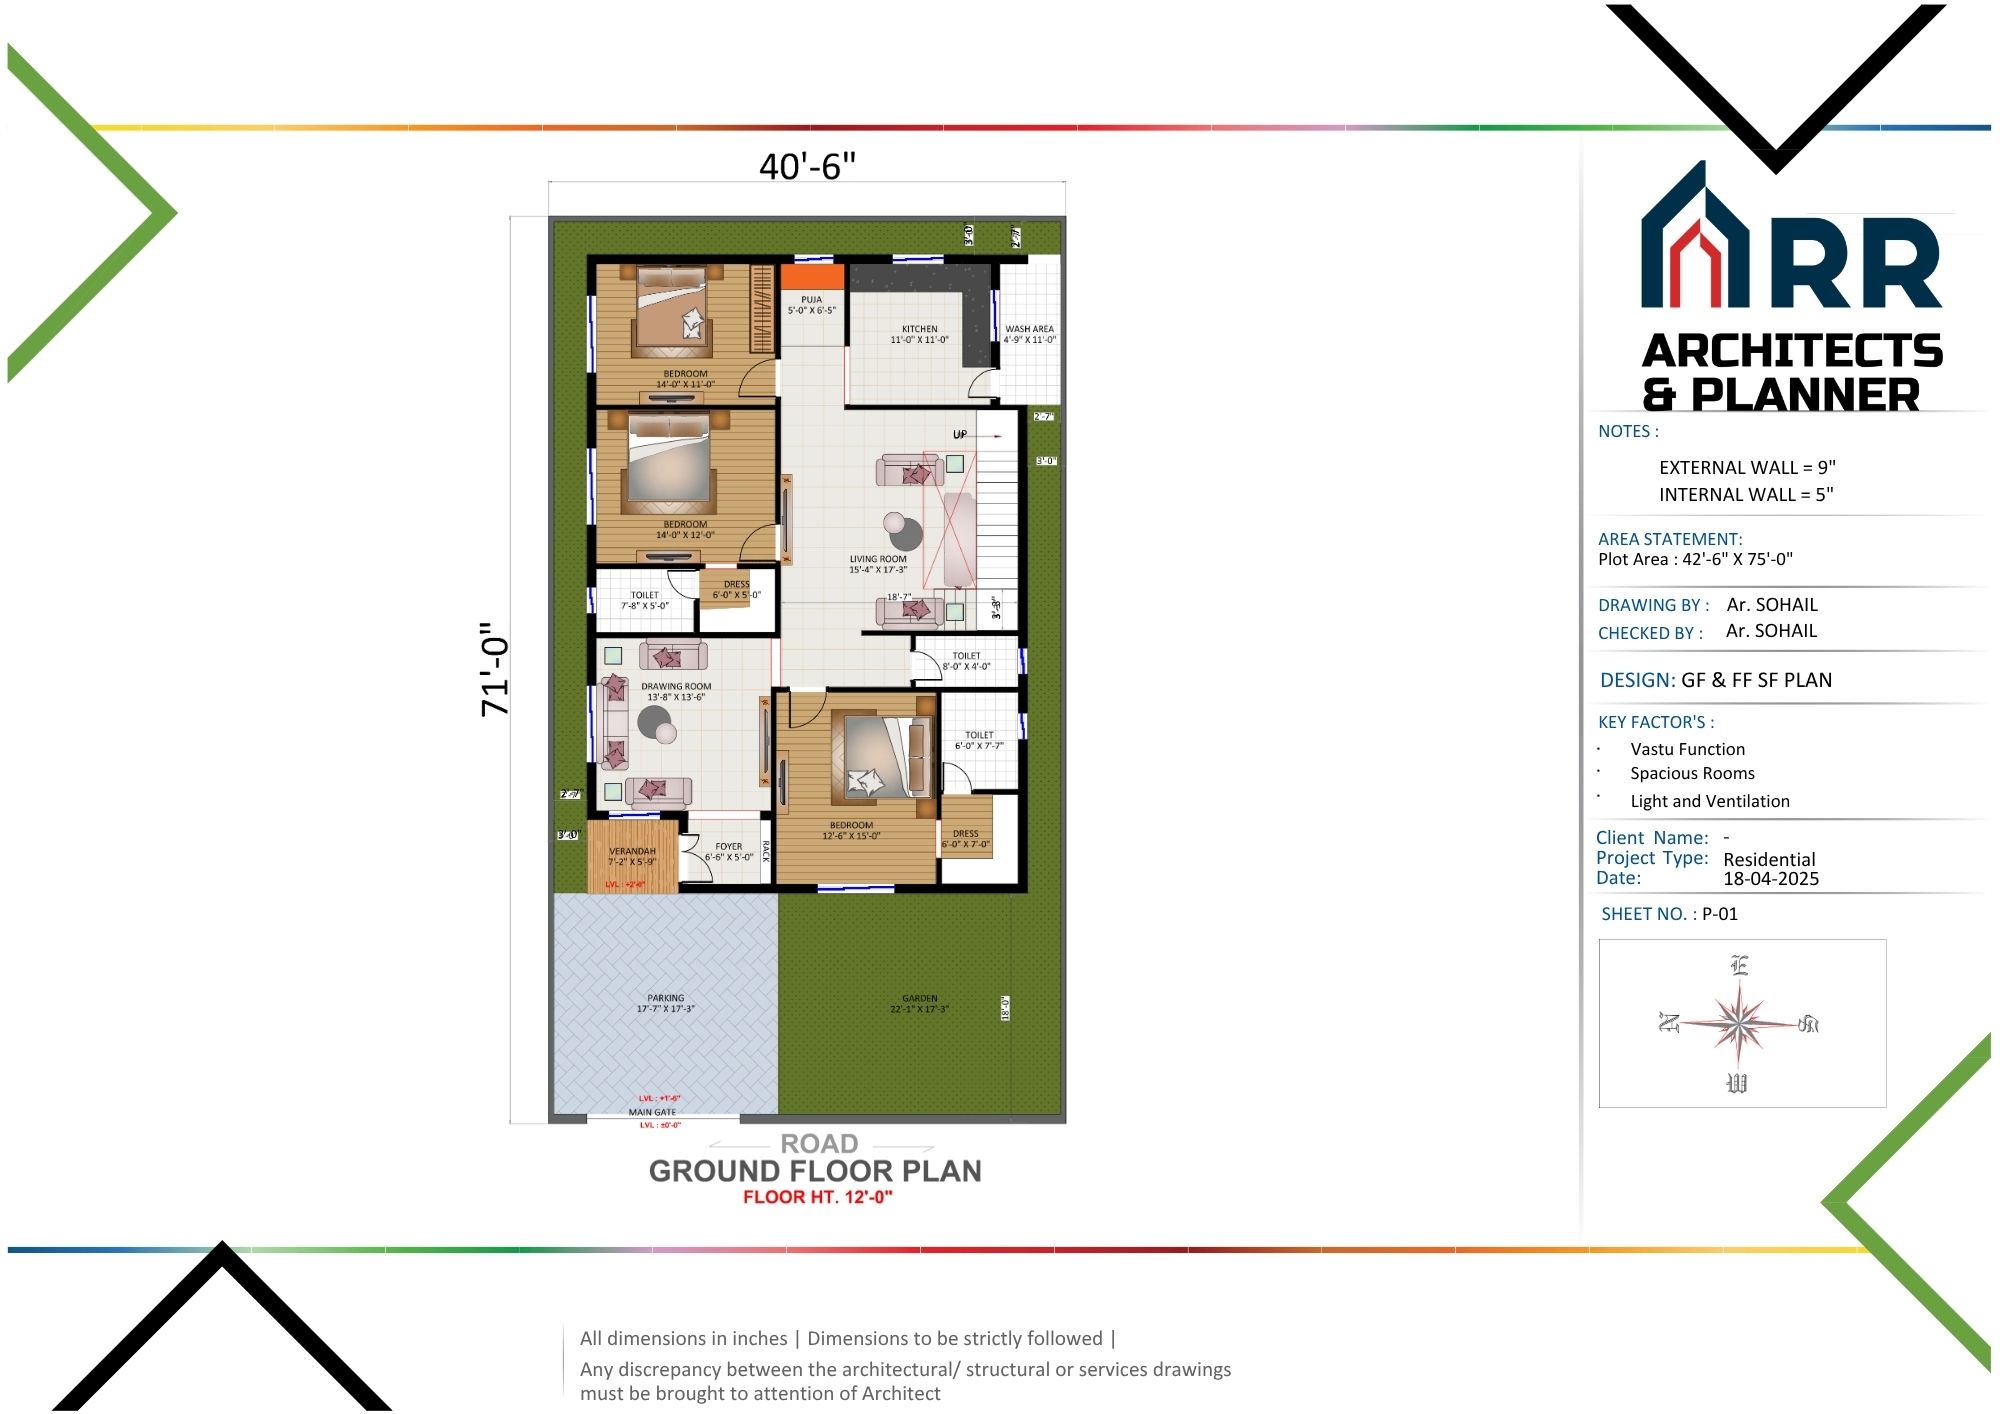 40'-6"
71'-0"
3'-0"
2'-7"
PUJA
5'-0" X 6'-5"
KITCHEN
11'-0" X 11'-0"
WASH AREA
4'-9" X 11'-0"
BEDROOM
14'-0" X 11'-0"
2'-7"
UP
3'-0"
BEDROOM
14'-0" X 12'-0"
LIVING ROOM
15'-4" X 17'-3"
DRESS
6'-0" X 5'-0"
TOILET
7'-8" X 5'-0"
18'-7"
3'-8"
TOILET
8'-0" X 4'-0"
DRAWING ROOM
13'-8" X 13'-6"
TOILET
6'-0" X 7'-7"
2'-7"
3'-0"
BEDROOM
12'-6" X 15'-0"
DRESS
6'-0" X 7'-0"
FOYER
6'-6" X 5'-0"
RACK
VERANDAH
7'-2" X 5'-9"
LVL : +2'-6"
PARKING
17'-7" X 17'-3"
GARDEN
22'-1" X 17'-3"
18'-0"
LVL : +1'-6"
MAIN GATE
LVL : ±0'-0"
ROAD
GROUND FLOOR PLAN
FLOOR HT. 12'-0"
ARR
ARCHITECTS
& PLANNER
NOTES :
EXTERNAL WALL = 9"
INTERNAL WALL = 5"
AREA STATEMENT:
Plot Area : 42'-6" X 75'-0"
DRAWING BY : Ar. SOHAIL
CHECKED BY : Ar. SOHAIL
DESIGN: GF & FF SF PLAN
KEY FACTOR'S :
· Vastu Function
· Spacious Rooms
· Light and Ventilation
Client Name: -
Project Type: Residential
Date: 18-04-2025
SHEET NO. : P-01
E
N
S
W
All dimensions in inches | Dimensions to be strictly followed |
Any discrepancy between the architectural/ structural or services drawings
must be brought to attention of Architect